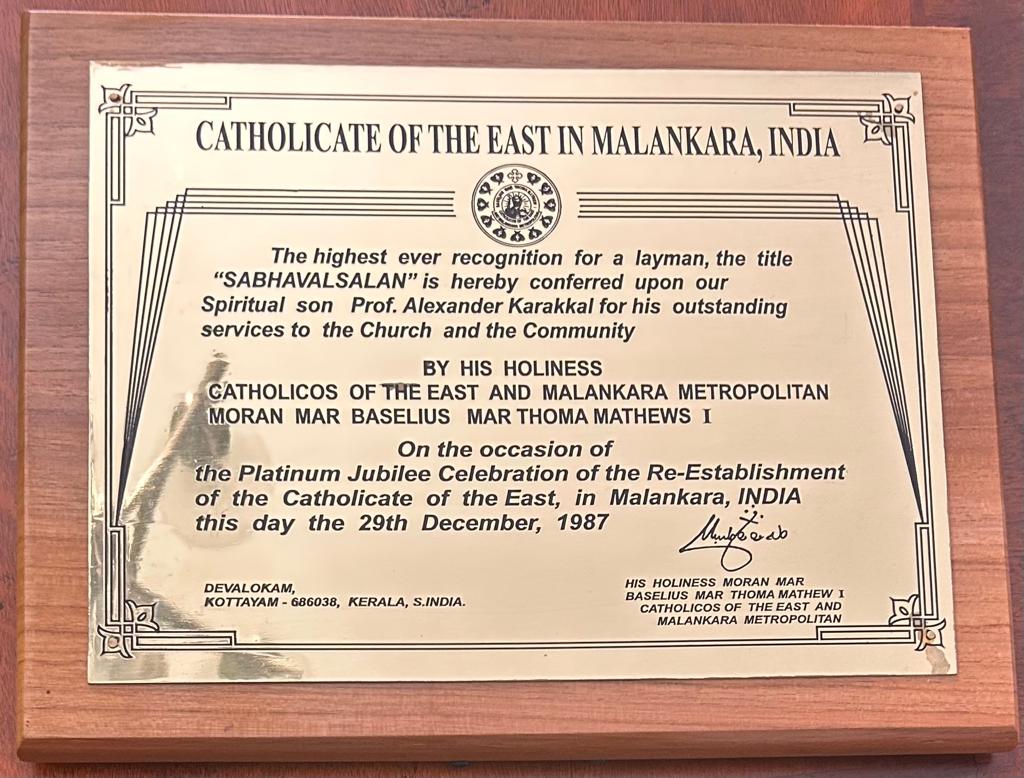 CATHOLICATE OF THE EAST IN MALANKARA, INDIA
The highest ever recognition for a layman, the title
“SABHAVALSALAN” is hereby conferred upon our
Spiritual son Prof. Alexander Karakkal for his outstanding
services to the Church and the Community
BY HIS HOLINESS
CATHOLICOS OF THE EAST AND MALANKARA METROPOLITAN
MORAN MAR BASELIUS MAR THOMA MATHEWS I
On the occasion of
the Platinum Jubilee Celebration of the Re-Establishment
of the Catholicate of the East, in Malankara, INDIA
this day the 29th December, 1987
DEVALOKAM,
KOTTAYAM - 686038, KERALA, S.INDIA.
HIS HOLINESS MORAN MAR
BASELIUS MAR THOMA MATHEW I
CATHOLICOS OF THE EAST AND
MALANKARA METROPOLITAN